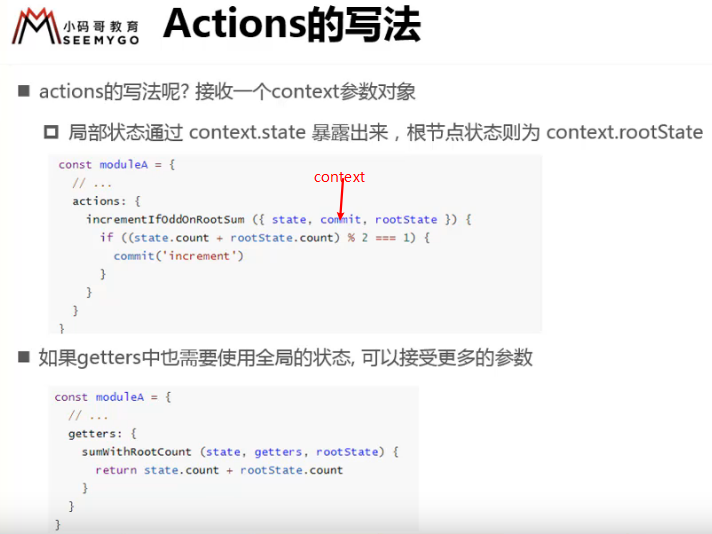 小码哥教育
SEEMYGO
Actions的写法
actions的写法呢? 接收一个context参数对象
局部状态通过 context.state 暴露出来，根节点状态则为 context.rootState
const moduleA = {
// ...
context
actions: {
incrementIfOddOnRootSum ({ state, commit, rootState }) {
if ((state.count + rootState.count) % 2 === 1) {
commit('increment')
}
}
}
}
如果getters中也需要使用全局的状态, 可以接受更多的参数
const moduleA = {
// ...
getters: {
sumWithRootCount (state, getters, rootState) {
return state.count + rootState.count
}
}
}